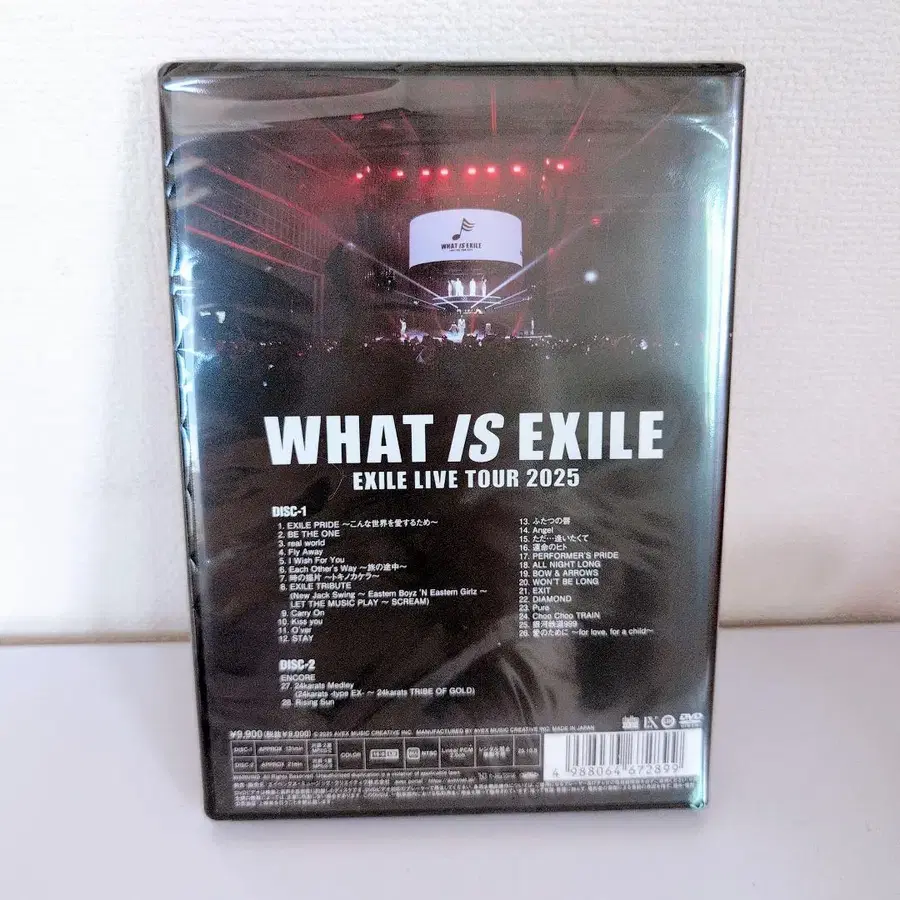 WHAT IS EXILE
WHAT IS EXILE
EXILE LIVE TOUR 2025
DISC-1
1. EXILE PRIDE ～こんな世界を愛するため～
2. BE THE ONE
3. real world
4. Fly Away
5. I Wish For You
6. Each Other's Way ～旅の途中～
7. 時の描片 ～トキノカケラ～
8. EXILE TRIBUTE
(New Jack Swing ～ Eastern Boyz 'N Eastern Girlz ～
LET THE MUSIC PLAY ～ SCREAM)
9. Carry On
10. Kiss you
11. O'ver
12. STAY
13. ふたつの唇
14. Angel
15. ただ…逢いたくて
16. 運命のヒト
17. PERFORMER'S PRIDE
18. ALL NIGHT LONG
19. BOW & ARROWS
20. WON'T BE LONG
21. EXIT
22. DIAMOND
23. Pure
24. Choo Choo TRAIN
25. 銀河鉄道999
26. 愛のために ～for love, for a child～
DISC-2
ENCORE
27. 24karats Medley
(24karats -type EX- ～ 24karats TRIBE OF GOLD)
28. Rising Sun
¥9,900(税抜¥9,000) © 2025 AVEX MUSIC CREATIVE INC. MANUFACTURED BY AVEX MUSIC CREATIVE INC. MADE IN JAPAN
DISC-1 APPROX COLOR NTSC Linear PCM
DISC-2 APPROX
4 988064 672899